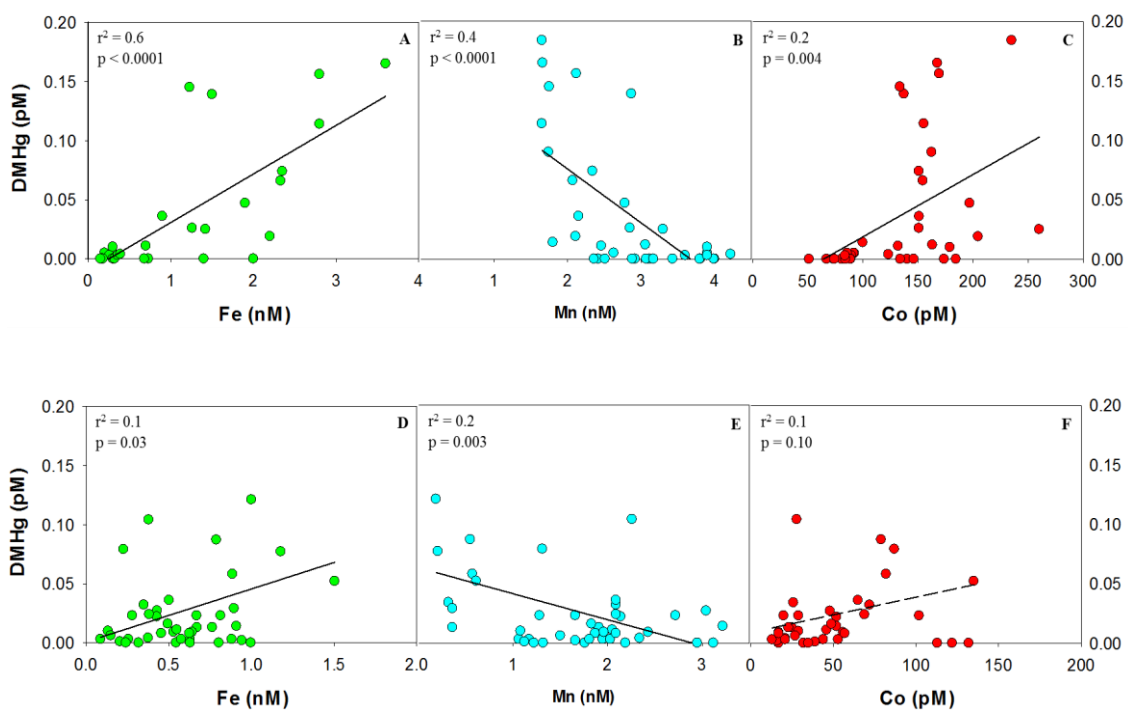 r² = 0.6
p < 0.0001
A
r² = 0.4
p < 0.0001
B
r² = 0.2
p = 0.004
C
DMHg (pM)
0.20
0.15
0.10
0.05
0.00
0.20
0.15
0.10
0.05
0.00
DMHg (pM)
0 1 2 3 4
2 3 4
0 50 100 150 200 250 300
Fe (nM)
Mn (nM)
Co (pM)
r² = 0.1
p = 0.03
D
r² = 0.2
p = 0.003
E
r² = 0.1
p = 0.10
F
DMHg (pM)
0.20
0.15
0.10
0.05
0.00
0.20
0.15
0.10
0.05
0.00
DMHg (pM)
0.0 0.5 1.0 1.5 2.0
1 2 3
0 50 100 150 200
Fe (nM)
Mn (nM)
Co (pM)